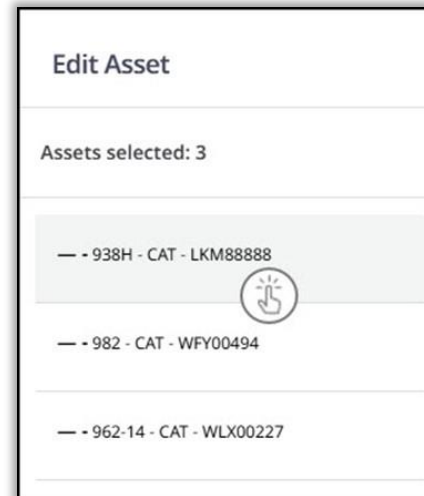 Edit Asset
Assets selected: 3
— - 938H - CAT - LKM88888
— - 982 - CAT - WFY00494
— - 962-14 - CAT - WLX00227